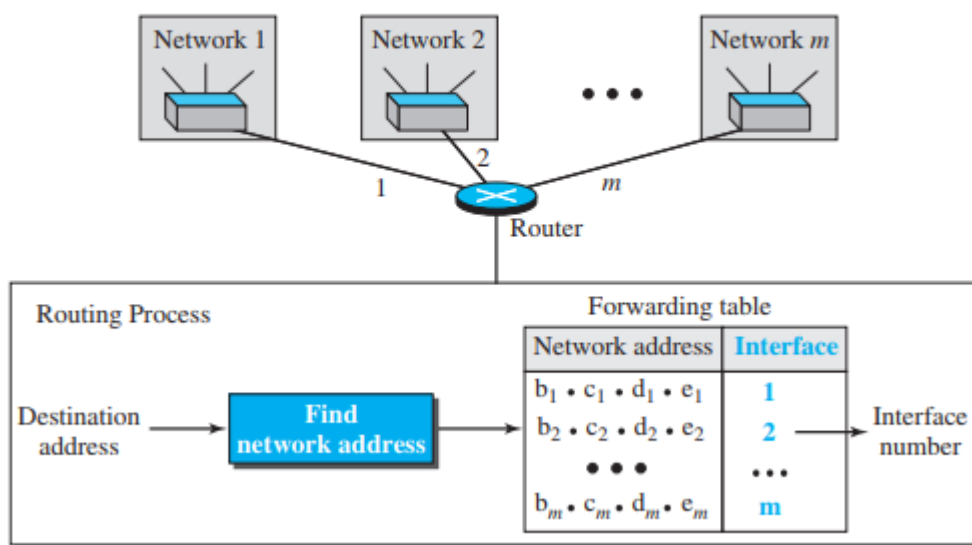 Network 1
Network 2
Network m
1
2
m
Router
Routing Process
Forwarding table
Network address
Interface
b₁ • c₁ • d₁ • e₁
1
b₂ • c₂ • d₂ • e₂
2
• • •
• • •
bₘ • cₘ • dₘ • eₘ
m
Destination
address
Find
network address
Interface
number